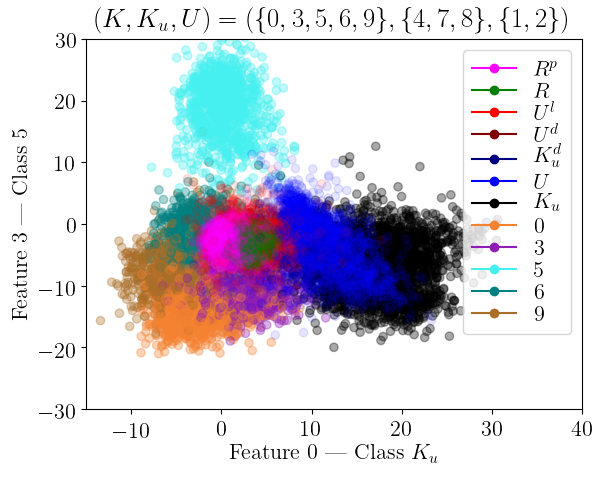 (K, K_u, U) = ({0, 3, 5, 6, 9}, {4, 7, 8}, {1, 2})
30
20
10
0
−10
−20
−30
Feature 3 — Class 5
R^p
R
U^l
U^d
K_u^d
U
K_u
0
3
5
6
9
−10
0
10
20
30
40
Feature 0 — Class K_u